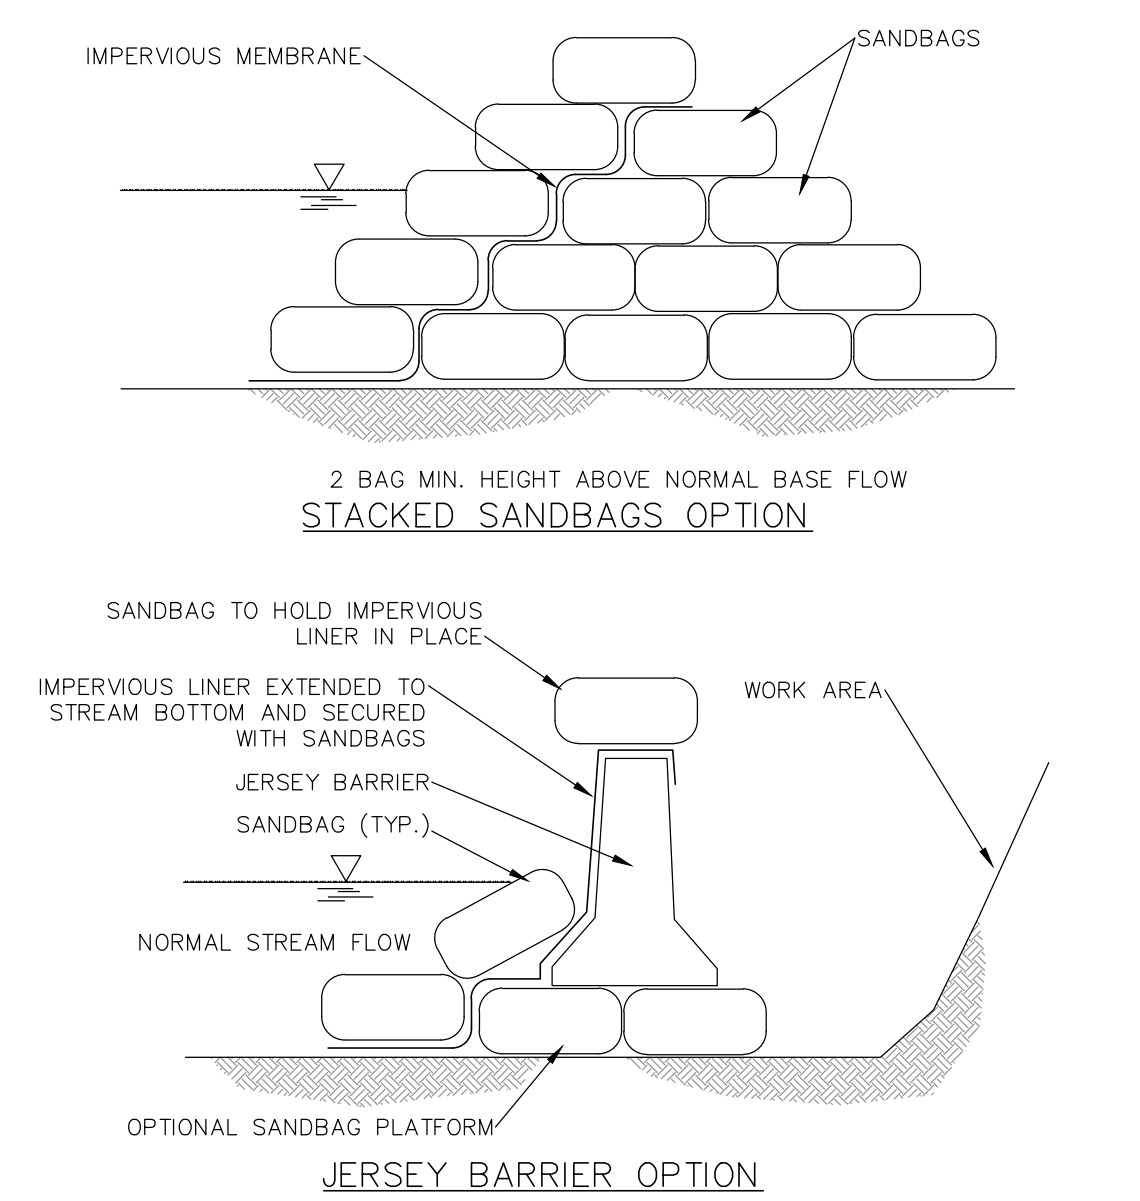 IMPERVIOUS MEMBRANE
SANDBAGS
2 BAG MIN. HEIGHT ABOVE NORMAL BASE FLOW
STACKED SANDBAGS OPTION
SANDBAG TO HOLD IMPERVIOUS
LINER IN PLACE
IMPERVIOUS LINER EXTENDED TO
STREAM BOTTOM AND SECURED
WITH SANDBAGS
WORK AREA
JERSEY BARRIER
SANDBAG (TYP.)
NORMAL STREAM FLOW
OPTIONAL SANDBAG PLATFORM
JERSEY BARRIER OPTION